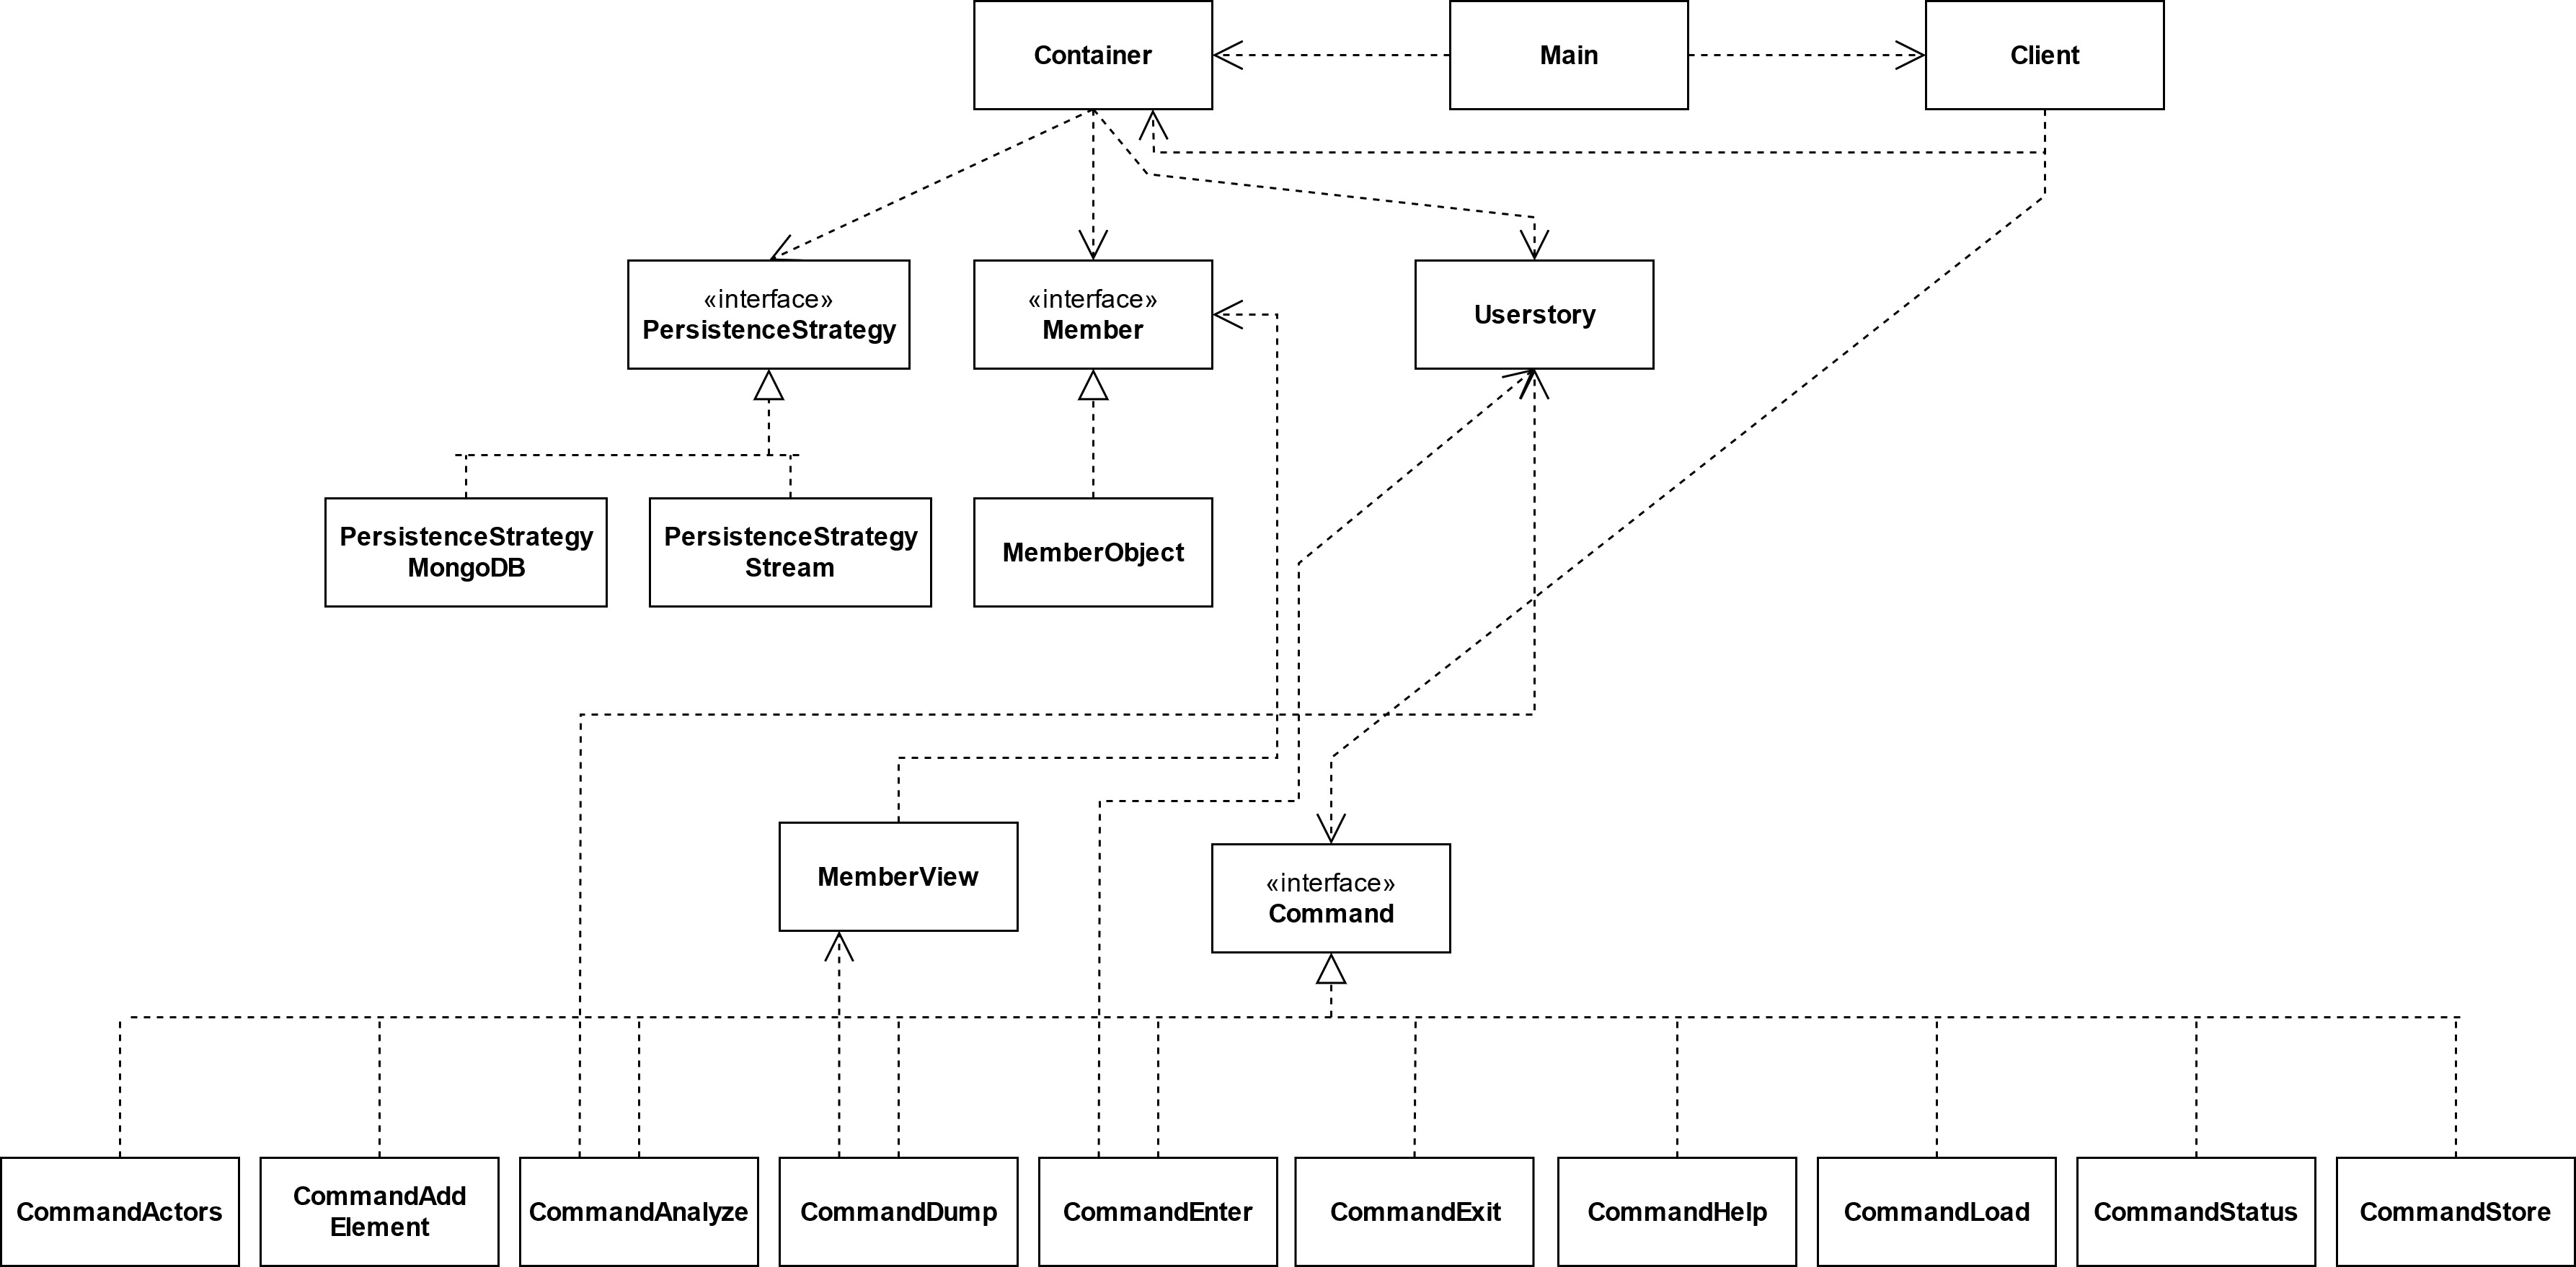 Container
Main
Client
«interface»
PersistenceStrategy
«interface»
Member
Userstory
PersistenceStrategy
MongoDB
PersistenceStrategy
Stream
MemberObject
MemberView
«interface»
Command
CommandActors
CommandAdd
Element
CommandAnalyze
CommandDump
CommandEnter
CommandExit
CommandHelp
CommandLoad
CommandStatus
CommandStore